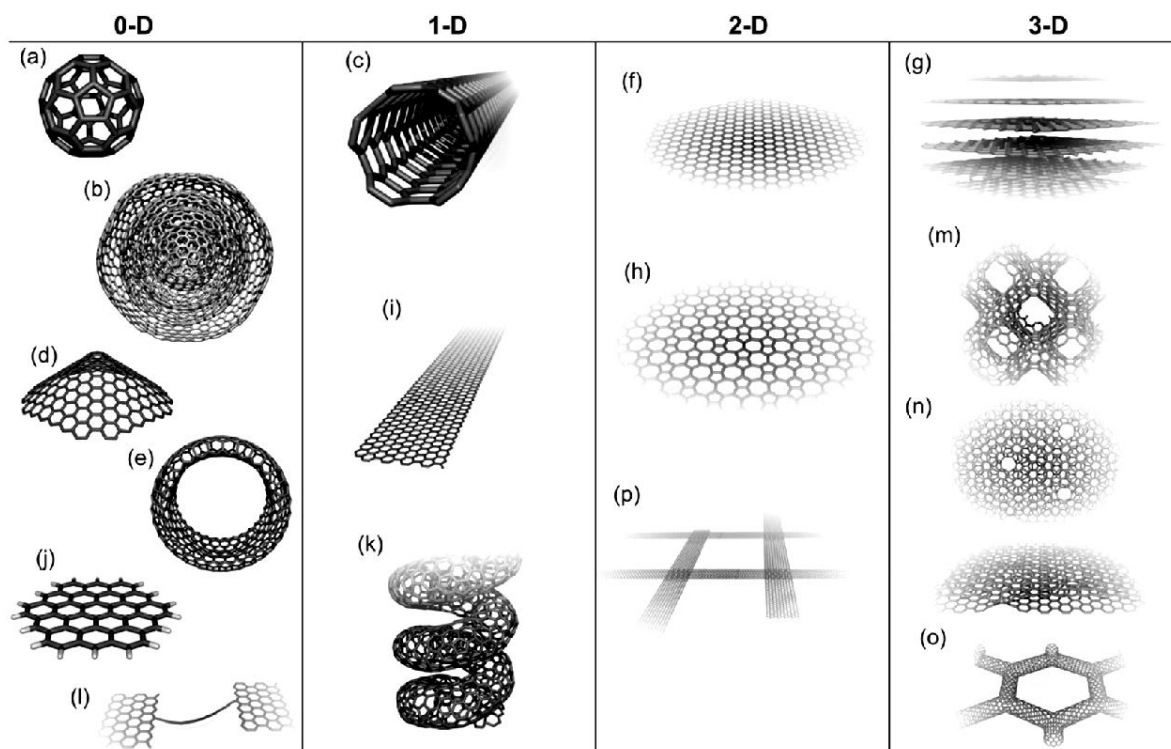 0-D 1-D 2-D 3-D
(a)
(b)
(d)
(e)
(j)
(l)
(c)
(i)
(k)
(f)
(h)
(p)
(g)
(m)
(n)
(o)